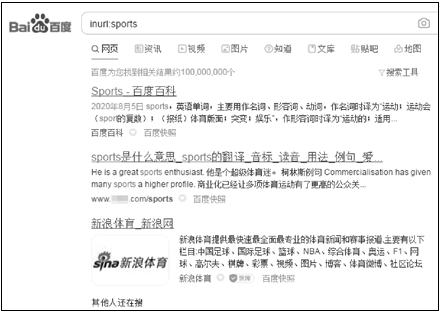 Bai du 百度
inurl:sports
网页 资讯 视频 图片 知道 文库 贴吧 地图
百度为您找到相关结果约100,000,000个 搜索工具
Sports - 百度百科
2020年8月5日 sports，英语单词，主要用作名词、形容词、动词，作名词时译为"运动；运动会
(sport的复数)；（报纸）体育版面；突变；娱乐"，作形容词时译为"运动的；适用...
百度百科 百度快照
sports是什么意思_sports的翻译_音标_读音_用法_例句_爱...
He is a great sports enthusiast. 他是个超级体育迷。 柯林斯例句 Commercialisation has given
many sports a higher profile. 商业化已经让多项体育运动有了更高的公众关...
www. .com/sports 百度快照
新浪体育_新浪网
sina新浪体育
新浪体育提供最快速最全面最专业的体育新闻和赛事报道,主要有以下
栏目:中国足球、国际足球、篮球、NBA、综合体育、奥运、F1、网
球、高尔夫、棋牌、彩票、视频、图片、博客、体育微博、社区论坛
新浪体育 百度快照
其他人还在搜